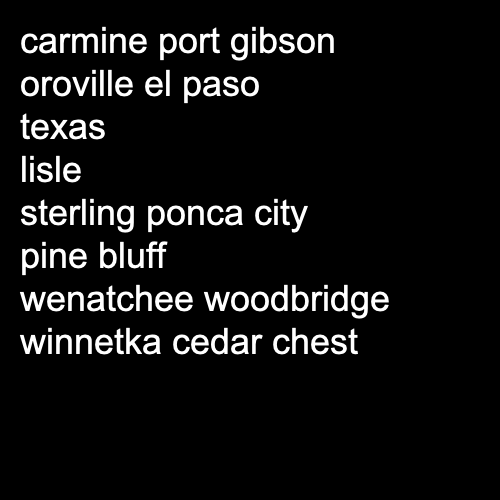 carmine port gibson
oroville el paso
texas
lisle
sterling ponca city
pine bluff
wenatchee woodbridge
winnetka cedar chest